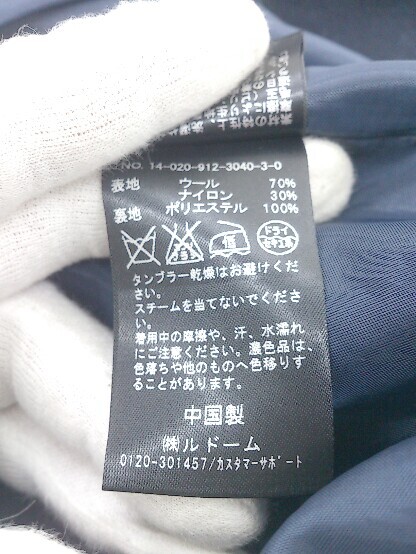 NO. 14-020-912-3040-3-0
表地 ウール 70%
ナイロン 30%
裏地 ポリエステル 100%
低 ドライ セキユ系
タンブラー乾燥はお避けくだ
さい。
スチームを当てないでくださ
い。
着用中の摩擦や、汗、水濡れ
にご注意ください。濃色品は、
色落ちや他のものへ色移りす
ることがあります。
中国製
㈱ルドーム
0120-301457/カスタマーサポート